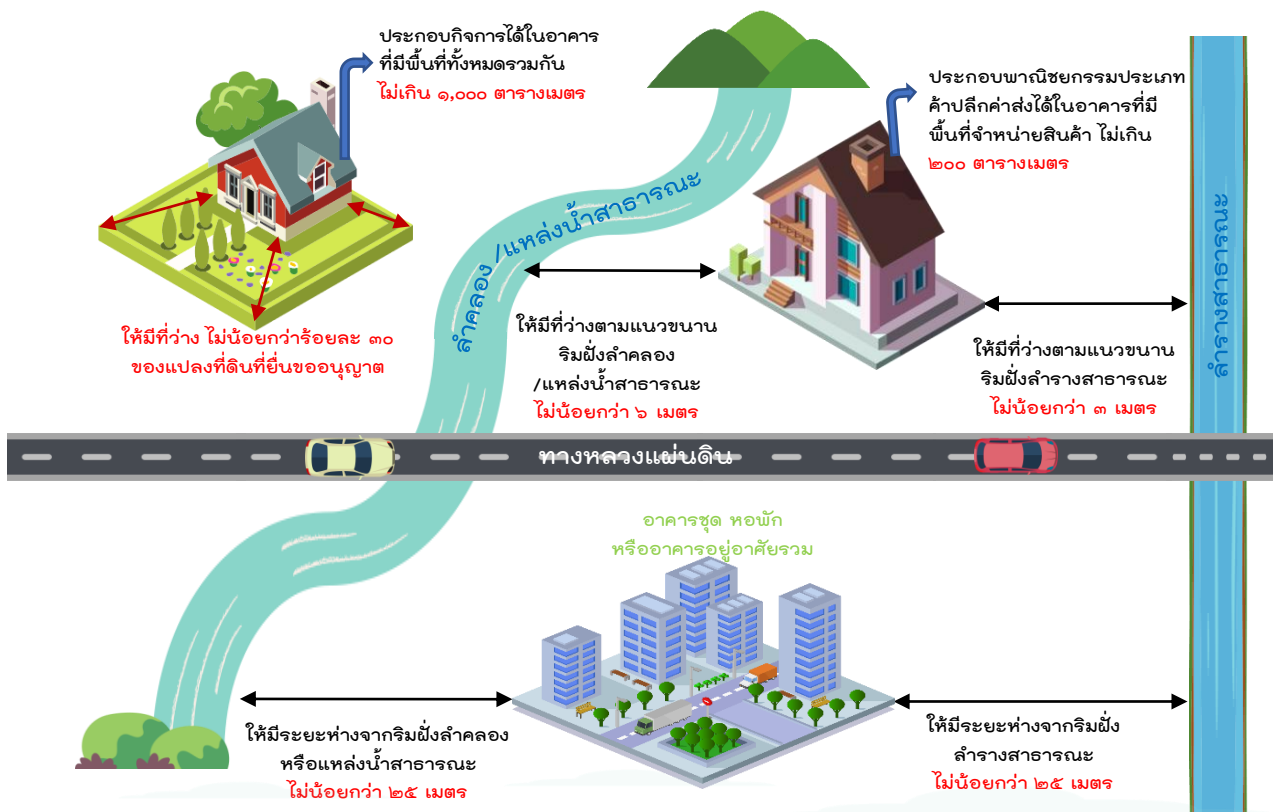 ประกอบกิจการได้ในอาคาร
ที่มีพื้นที่ทั้งหมดรวมกัน
ไม่เกิน ๑,๐๐๐ ตารางเมตร
ประกอบพาณิชยกรรมประเภท
ค้าปลีกค่าส่งได้ในอาคารที่มี
พื้นที่จำหน่ายสินค้า ไม่เกิน
๒๐๐ ตารางเมตร
ลำคลอง /แหล่งน้ำสาธารณะ
ลำรางสาธารณะ
ให้มีที่ว่าง ไม่น้อยกว่าร้อยละ ๓๐
ของแปลงที่ดินที่ยื่นขออนุญาต
ให้มีที่ว่างตามแนวขนาน
ริมฝั่งลำคลอง
/แหล่งน้ำสาธารณะ
ไม่น้อยกว่า ๖ เมตร
ให้มีที่ว่างตามแนวขนาน
ริมฝั่งลำรางสาธารณะ
ไม่น้อยกว่า ๓ เมตร
ทางหลวงแผ่นดิน
อาคารชุด หอพัก
หรืออาคารอยู่อาศัยรวม
ให้มีระยะห่างจากริมฝั่งลำคลอง
หรือแหล่งน้ำสาธารณะ
ไม่น้อยกว่า ๒๕ เมตร
ให้มีระยะห่างจากริมฝั่ง
ลำรางสาธารณะ
ไม่น้อยกว่า ๒๕ เมตร